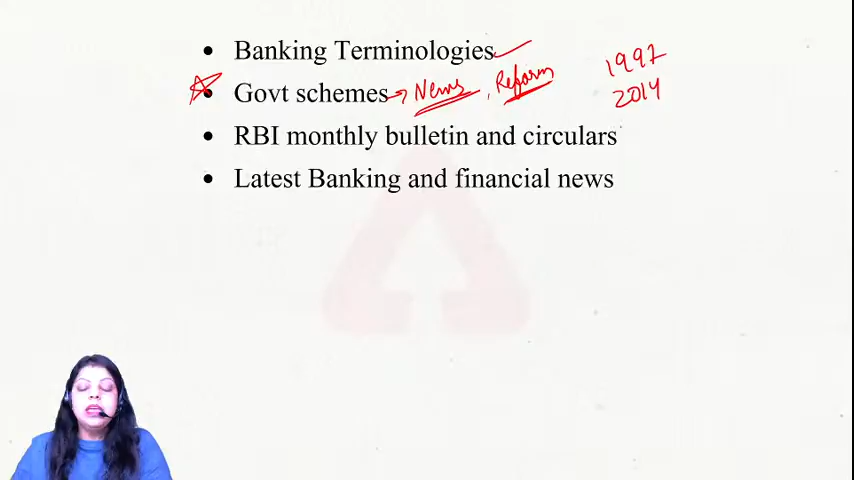 • Banking Terminologies
• Govt schemes → News, Reform
1997
2014
• RBI monthly bulletin and circulars
• Latest Banking and financial news